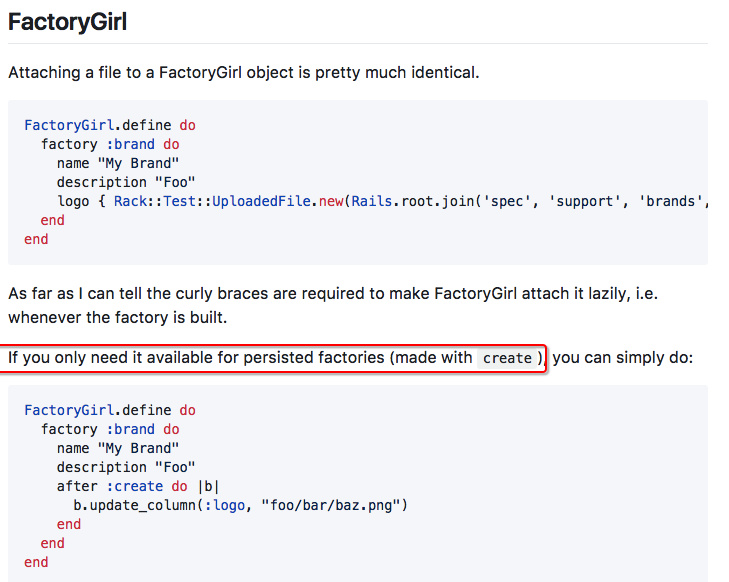 FactoryGirl
Attaching a file to a FactoryGirl object is pretty much identical.
FactoryGirl.define do
  factory :brand do
    name "My Brand"
    description "Foo"
    logo { Rack::Test::UploadedFile.new(Rails.root.join('spec', 'support', 'brands',
  end
end
As far as I can tell the curly braces are required to make FactoryGirl attach it lazily, i.e.
whenever the factory is built.
If you only need it available for persisted factories (made with create ), you can simply do:
FactoryGirl.define do
  factory :brand do
    name "My Brand"
    description "Foo"
    after :create do |b|
      b.update_column(:logo, "foo/bar/baz.png")
    end
  end
end